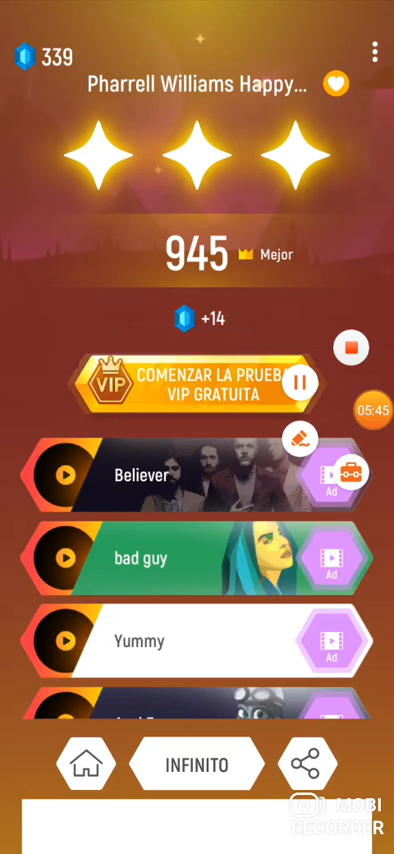 339
Pharrell Williams Happy...
945 Mejor
+14
VIP
COMENZAR LA PRUEBA
VIP GRATUITA
05:45
Believer
Ad
bad guy
Ad
Yummy
Ad
INFINITO
MOBI
RECORDER